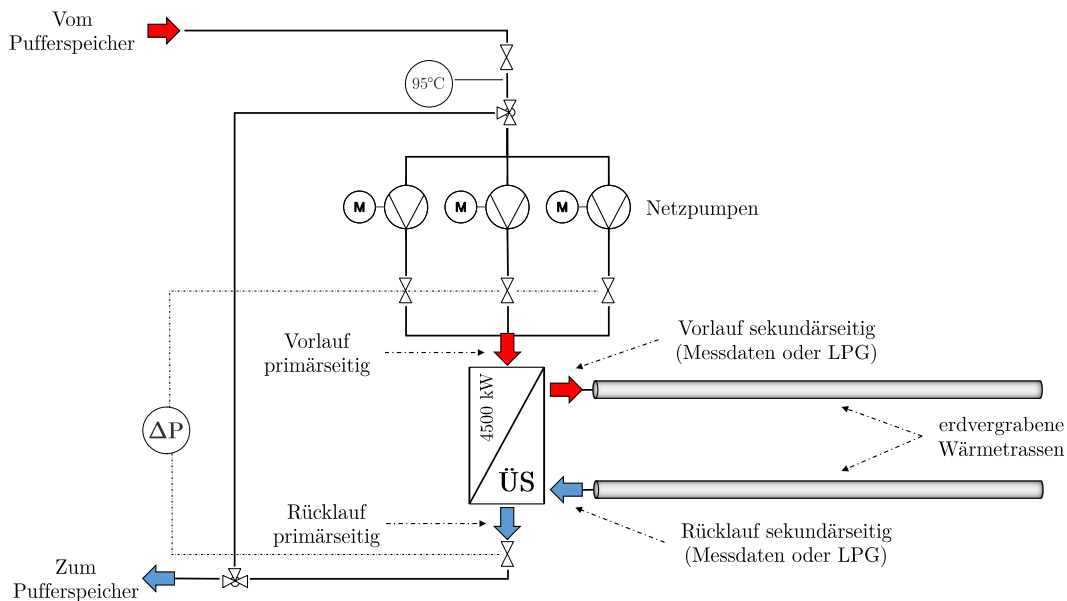 Vom
Pufferspeicher
95°C
M
M
M
Netzpumpen
Vorlauf
primärseitig
Vorlauf sekundärseitig
(Messdaten oder LPG)
4500 kW
ÜS
ΔP
erdvergrabene
Wärmetrassen
Rücklauf
primärseitig
Rücklauf sekundärseitig
(Messdaten oder LPG)
Zum
Pufferspeicher